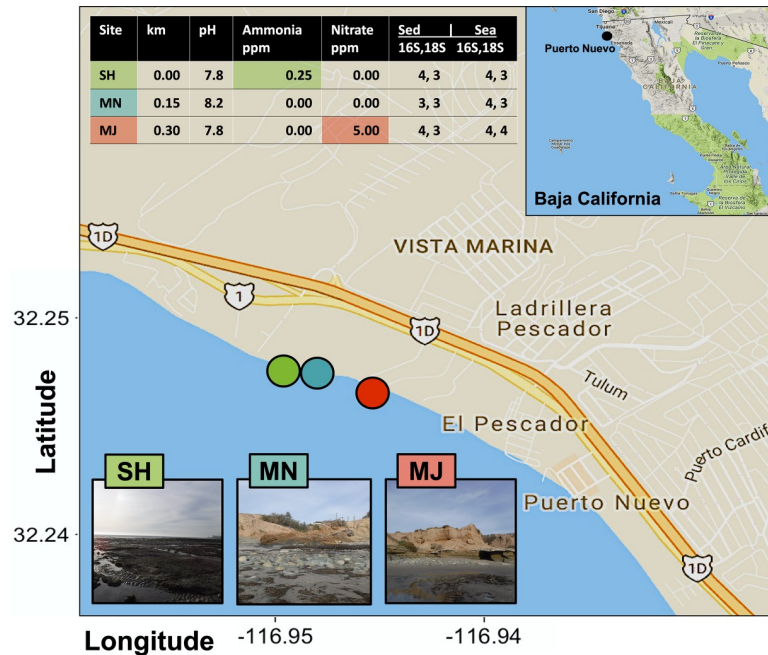 Site km pH Ammonia ppm Nitrate ppm Sed | Sea 16S,18S 16S,18S
SH 0.00 7.8 0.25 0.00 4, 3 4, 3
MN 0.15 8.2 0.00 0.00 3, 3 4, 3
MJ 0.30 7.8 0.00 5.00 4, 3 4, 4
San Diego
Tijuana
Mexicali
Ensenada
Puerto Nuevo
BAJA
CALIFORNIA
Baja California
1D
VISTA MARINA
1
Ladrillera
Pescador
1D
32.25
Tulum
El Pescador
Puerto Cardif
Latitude
SH
MN
MJ
Puerto Nuevo
32.24
1D
Longitude
-116.95
-116.94